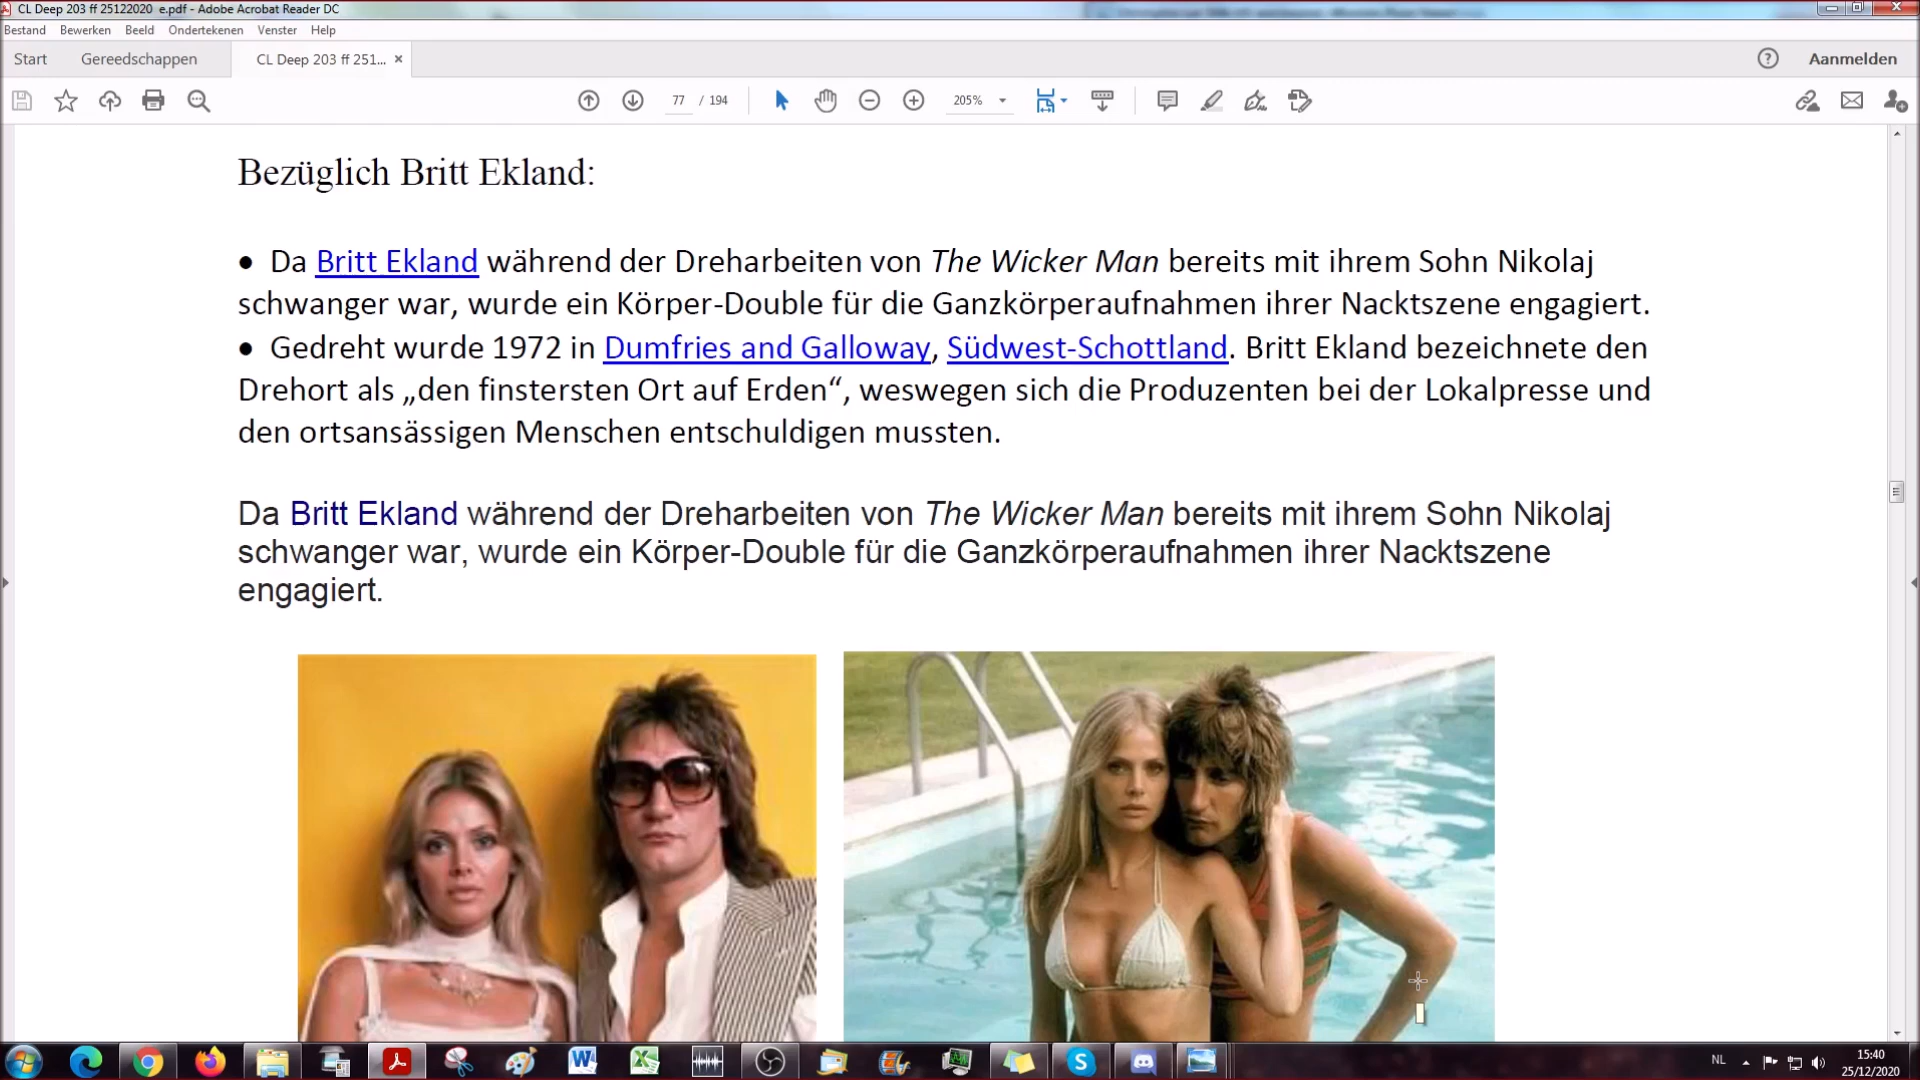 CL Deep 203 ff 25122020 e.pdf - Adobe Acrobat Reader DC
Bestand Bewerken Beeld Ondertekenen Venster Help
Start Gereedschappen CL Deep 203 ff 251... × Aanmelden
77 / 194 205%
Bezüglich Britt Ekland:
• Da Britt Ekland während der Dreharbeiten von The Wicker Man bereits mit ihrem Sohn Nikolaj
schwanger war, wurde ein Körper-Double für die Ganzkörperaufnahmen ihrer Nacktszene engagiert.
• Gedreht wurde 1972 in Dumfries and Galloway, Südwest-Schottland. Britt Ekland bezeichnete den
Drehort als „den finstersten Ort auf Erden“, weswegen sich die Produzenten bei der Lokalpresse und
den ortsansässigen Menschen entschuldigen mussten.
Da Britt Ekland während der Dreharbeiten von The Wicker Man bereits mit ihrem Sohn Nikolaj
schwanger war, wurde ein Körper-Double für die Ganzkörperaufnahmen ihrer Nacktszene
engagiert.
NL 15:40
25/12/2020